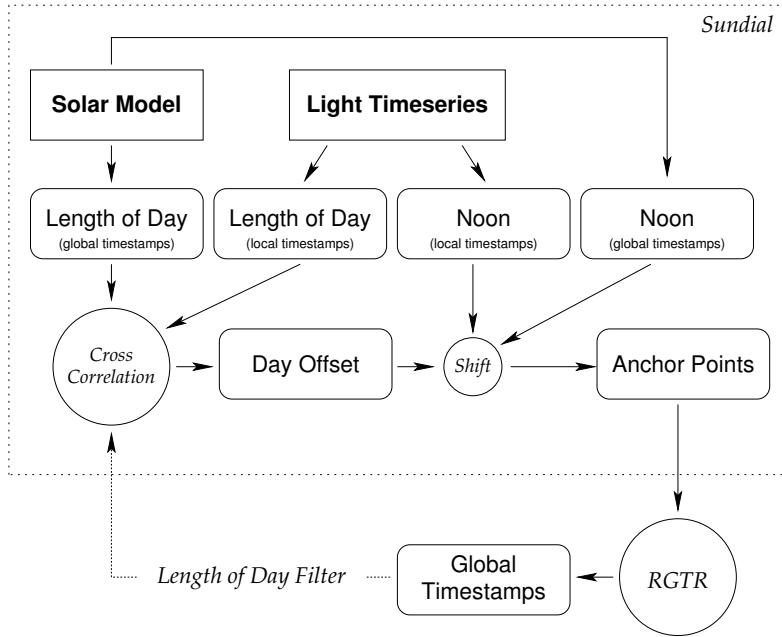 Sundial
Solar Model
Light Timeseries
Length of Day
(global timestamps)
Length of Day
(local timestamps)
Noon
(local timestamps)
Noon
(global timestamps)
Cross
Correlation
Day Offset
Shift
Anchor Points
Length of Day Filter
Global
Timestamps
RGTR